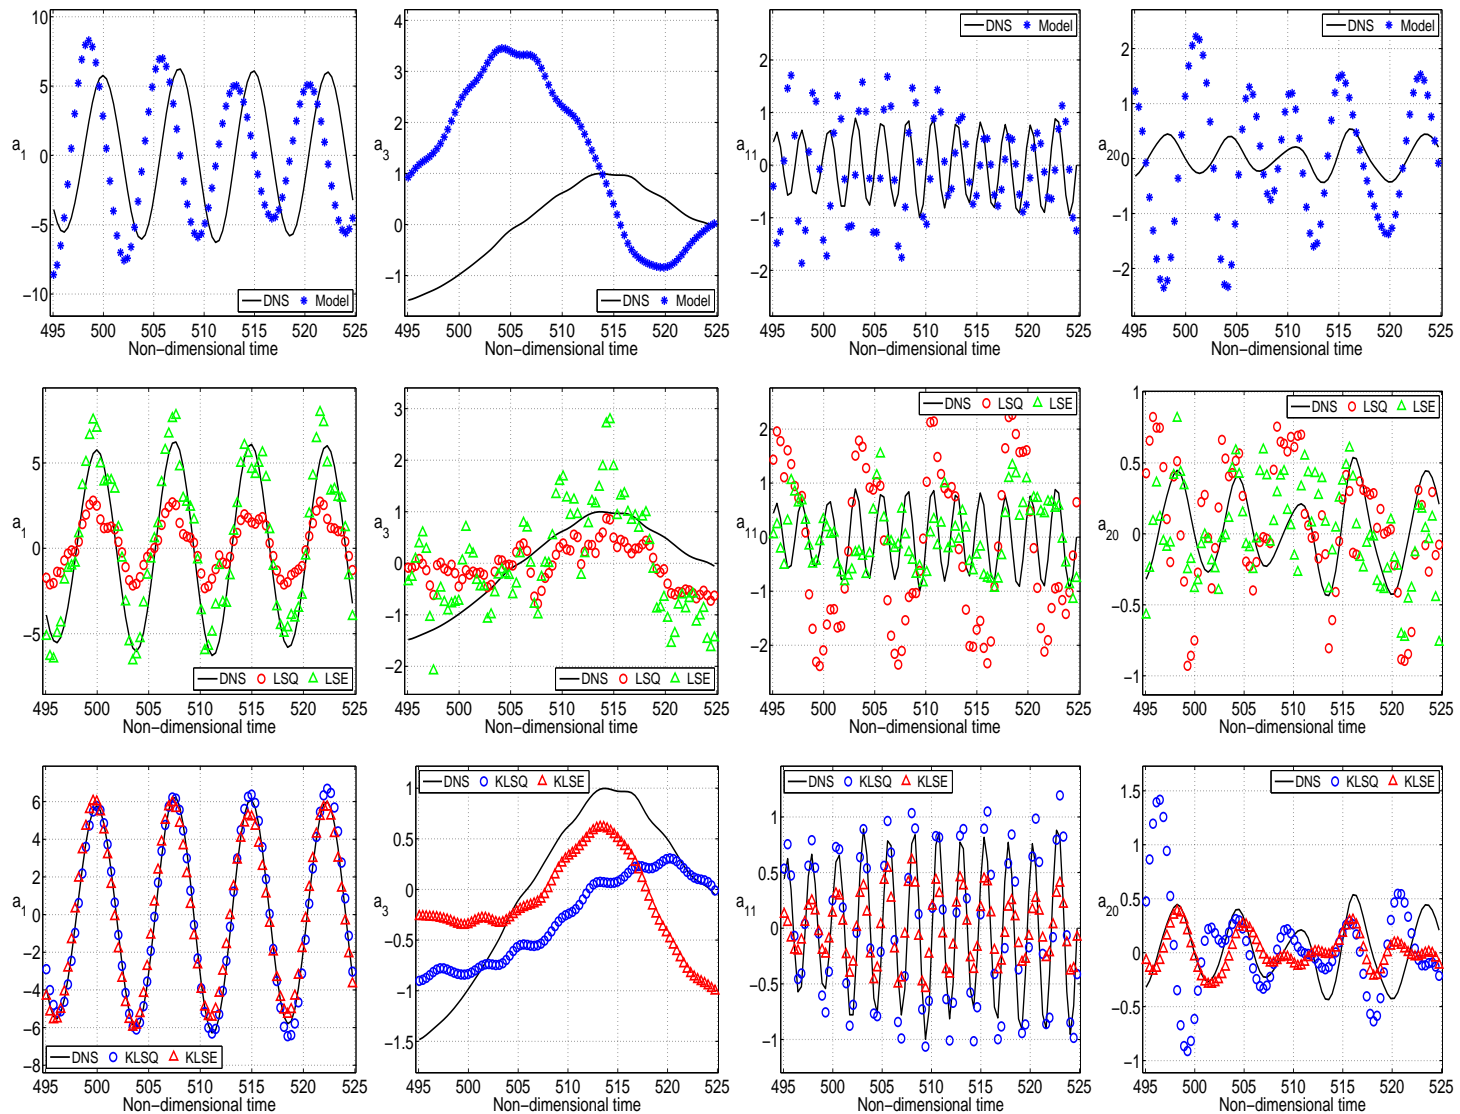 10
5
0
−5
−10
a1
495 500 505 510 515 520 525
Non−dimensional time
DNS Model
4
3
2
1
0
−1
a3
495 500 505 510 515 520 525
Non−dimensional time
DNS Model
2
1
0
−1
−2
a11
495 500 505 510 515 520 525
Non−dimensional time
DNS Model
2
1
0
−1
−2
a20
495 500 505 510 515 520 525
Non−dimensional time
DNS Model
5
0
−5
a1
495 500 505 510 515 520 525
Non−dimensional time
DNS LSQ LSE
3
2
1
0
−1
−2
a3
495 500 505 510 515 520 525
Non−dimensional time
DNS LSQ LSE
2
1
0
−1
−2
a11
495 500 505 510 515 520 525
Non−dimensional time
DNS LSQ LSE
1
0.5
0
−0.5
−1
a20
495 500 505 510 515 520 525
Non−dimensional time
DNS LSQ LSE
6
4
2
0
−2
−4
−6
−8
a1
495 500 505 510 515 520 525
Non−dimensional time
DNS KLSQ KLSE
1
0.5
0
−0.5
−1
−1.5
a3
495 500 505 510 515 520 525
Non−dimensional time
DNS KLSQ KLSE
1
0.5
0
−0.5
−1
a11
495 500 505 510 515 520 525
Non−dimensional time
DNS KLSQ KLSE
1.5
1
0.5
0
−0.5
−1
a20
495 500 505 510 515 520 525
Non−dimensional time
DNS KLSQ KLSE